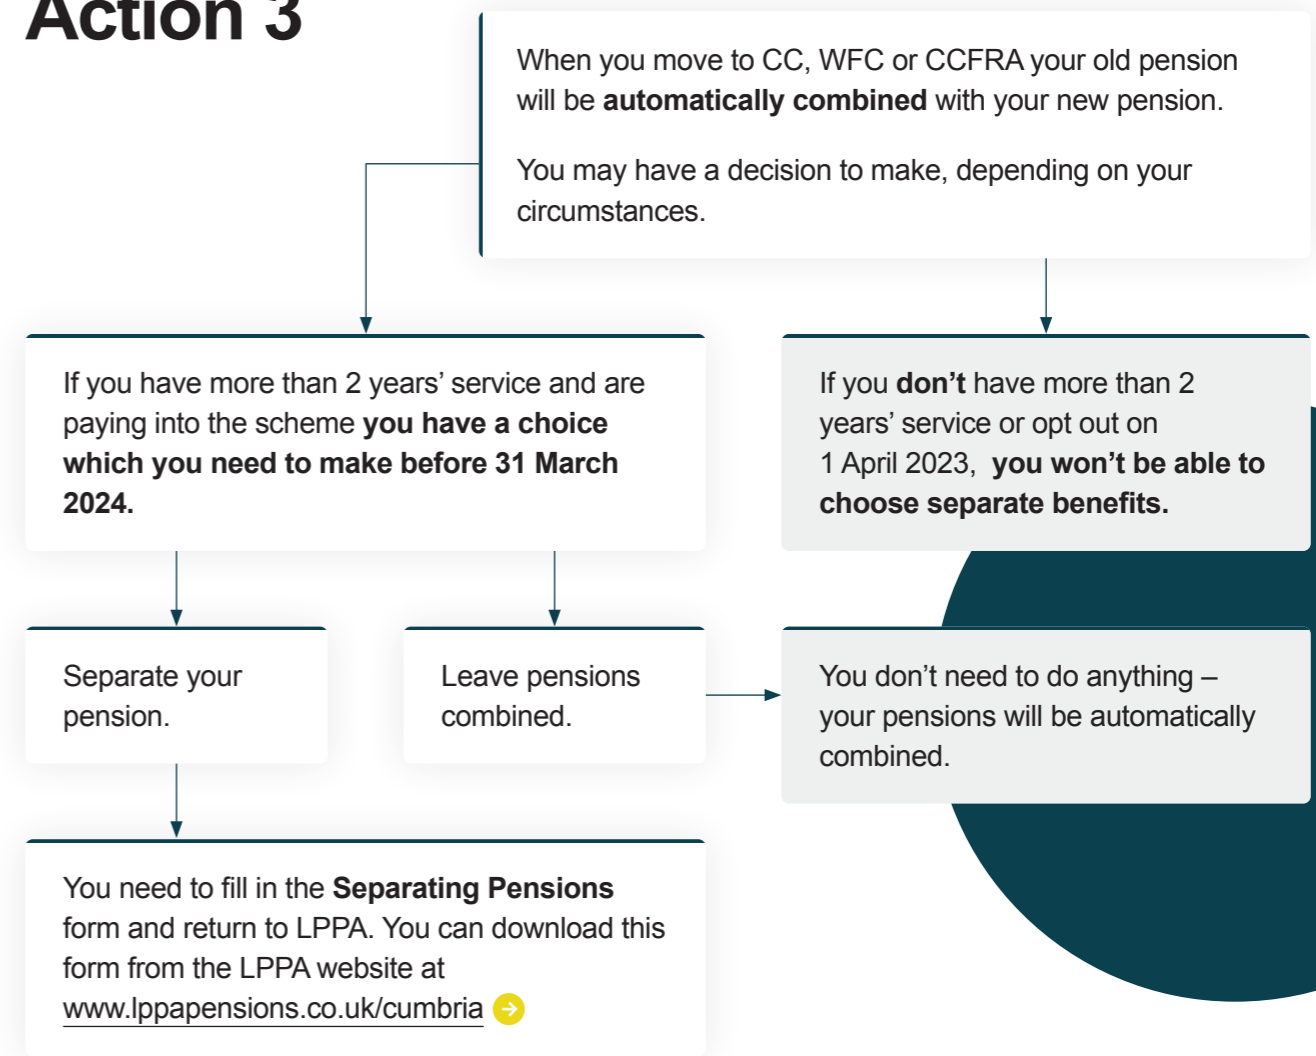 Action 3
When you move to CC, WFC or CCFRA your old pension
will be automatically combined with your new pension.
You may have a decision to make, depending on your
circumstances.
If you have more than 2 years’ service and are
paying into the scheme you have a choice
which you need to make before 31 March
2024.
If you don’t have more than 2
years’ service or opt out on
1 April 2023, you won’t be able to
choose separate benefits.
Separate your
pension.
Leave pensions
combined.
You don’t need to do anything –
your pensions will be automatically
combined.
You need to fill in the Separating Pensions
form and return to LPPA. You can download this
form from the LPPA website at
www.lppapensions.co.uk/cumbria